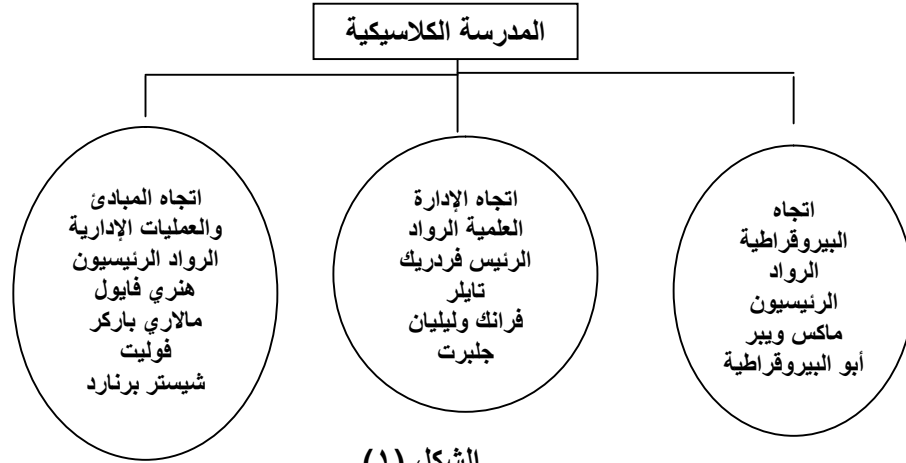 المدرسة الكلاسيكية
اتجاه
البيروقراطية
الرواد
الرئيسيون
ماكس ويبر
أبو البيروقراطية
اتجاه الإدارة
العلمية الرواد
الرئيس فردريك
تايلر
فرانك وليليان
جلبرت
اتجاه المبادئ
والعمليات الإدارية
الرواد الرئيسيون
هنري فايول
مالاري باركر
فوليت
شيستر برنارد
الشكل (١)